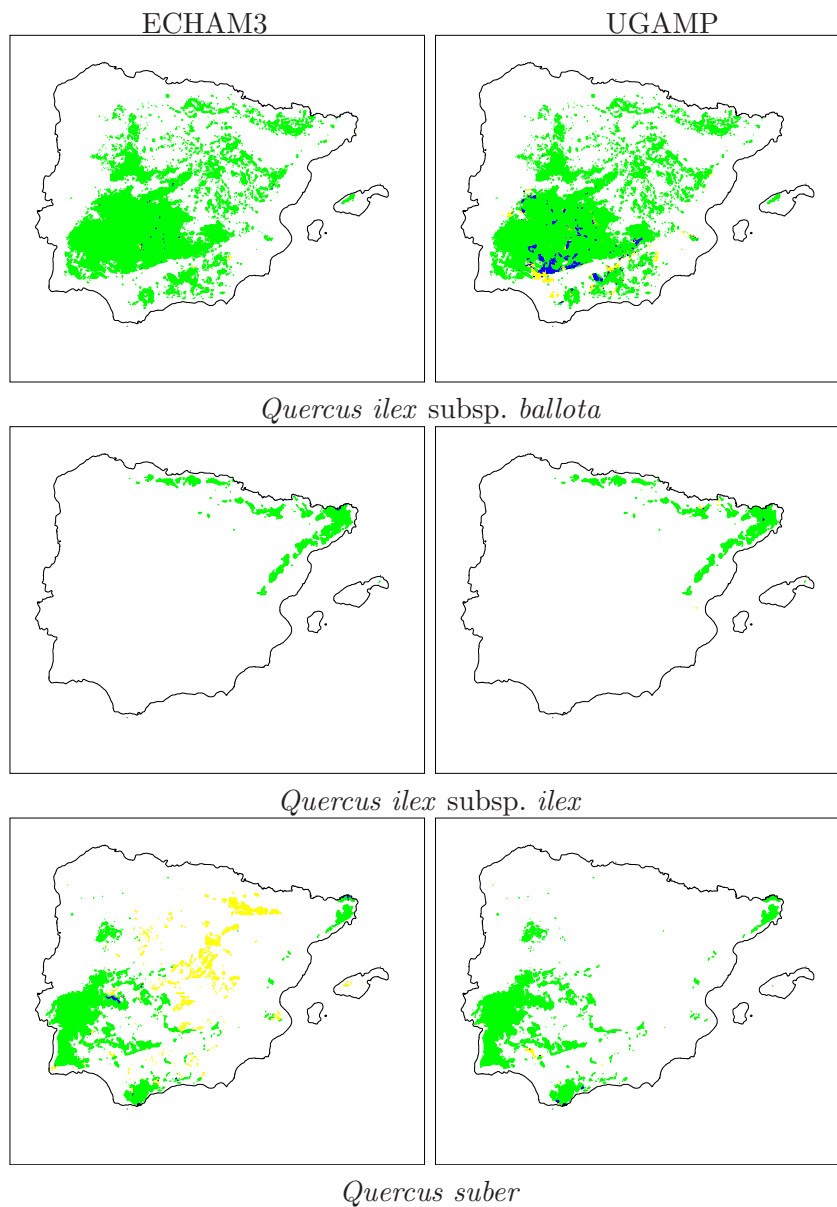 ECHAM3 UGAMP
Quercus ilex subsp. ballota
Quercus ilex subsp. ilex
Quercus suber